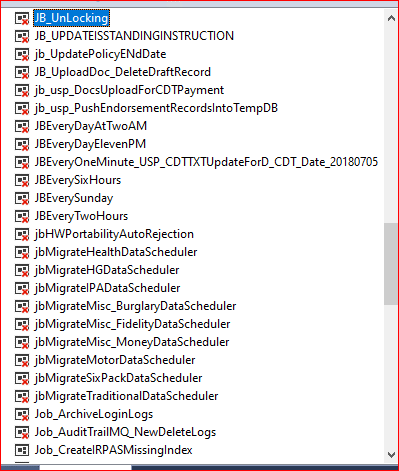 JB_UnLocking
JB_UPDATEISSTANDINGINSTRUCTION
jb_UpdatePolicyENdDate
JB_UploadDoc_DeleteDraftRecord
jb_usp_DocsUploadForCDTPayment
jb_usp_PushEndorsementRecordsIntoTempDB
JBEveryDayAtTwoAM
JBEveryDayElevenPM
JBEveryOneMinute_USP_CDTTXTUpdateForD_CDT_Date_20180705
JBEverySixHours
JBEverySunday
JBEveryTwoHours
jbHWPortabilityAutoRejection
jbMigrateHealthDataScheduler
jbMigrateHGDataScheduler
jbMigrateIPADataScheduler
jbMigrateMisc_BurglaryDataScheduler
jbMigrateMisc_FidelityDataScheduler
jbMigrateMisc_MoneyDataScheduler
jbMigrateMotorDataScheduler
jbMigrateSixPackDataScheduler
jbMigrateTraditionalDataScheduler
Job_ArchiveLoginLogs
Job_AuditTrailMQ_NewDeleteLogs
Job_CreateIRPASMissingIndex